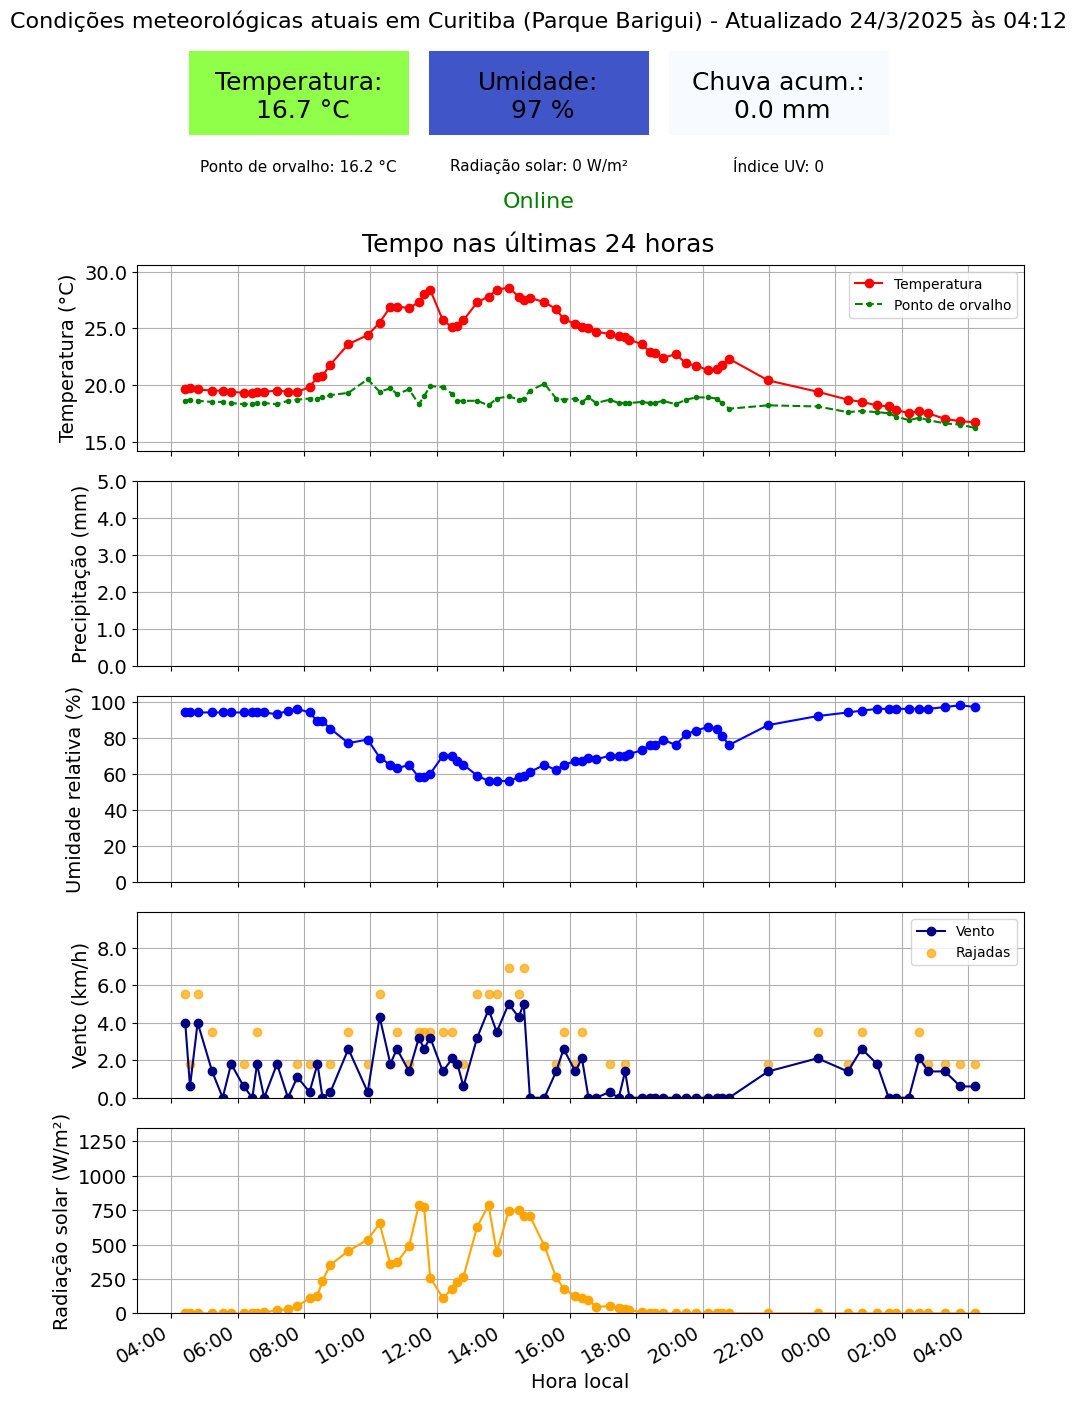 Condições meteorológicas atuais em Curitiba (Parque Barigui) - Atualizado 24/3/2025 às 04:12
Temperatura:
16.7 °C
Umidade:
97 %
Chuva acum.:
0.0 mm
Ponto de orvalho: 16.2 °C
Radiação solar: 0 W/m²
Índice UV: 0
Online
Tempo nas últimas 24 horas
Temperatura (°C)
30.0
25.0
20.0
15.0
Temperatura
Ponto de orvalho
Precipitação (mm)
5.0
4.0
3.0
2.0
1.0
0.0
Umidade relativa (%)
100
80
60
40
20
0
Vento (km/h)
8.0
6.0
4.0
2.0
0.0
Vento
Rajadas
Radiação solar (W/m²)
1250
1000
750
500
250
0
04:00
06:00
08:00
10:00
12:00
14:00
16:00
18:00
20:00
22:00
00:00
02:00
04:00
Hora local